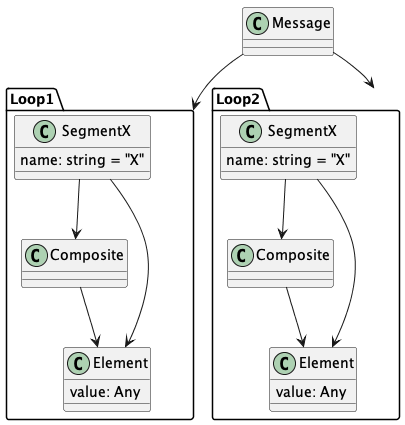 C Message
Loop1
Loop2
C SegmentX
name: string = "X"
C SegmentX
name: string = "X"
C Composite
C Composite
C Element
value: Any
C Element
value: Any